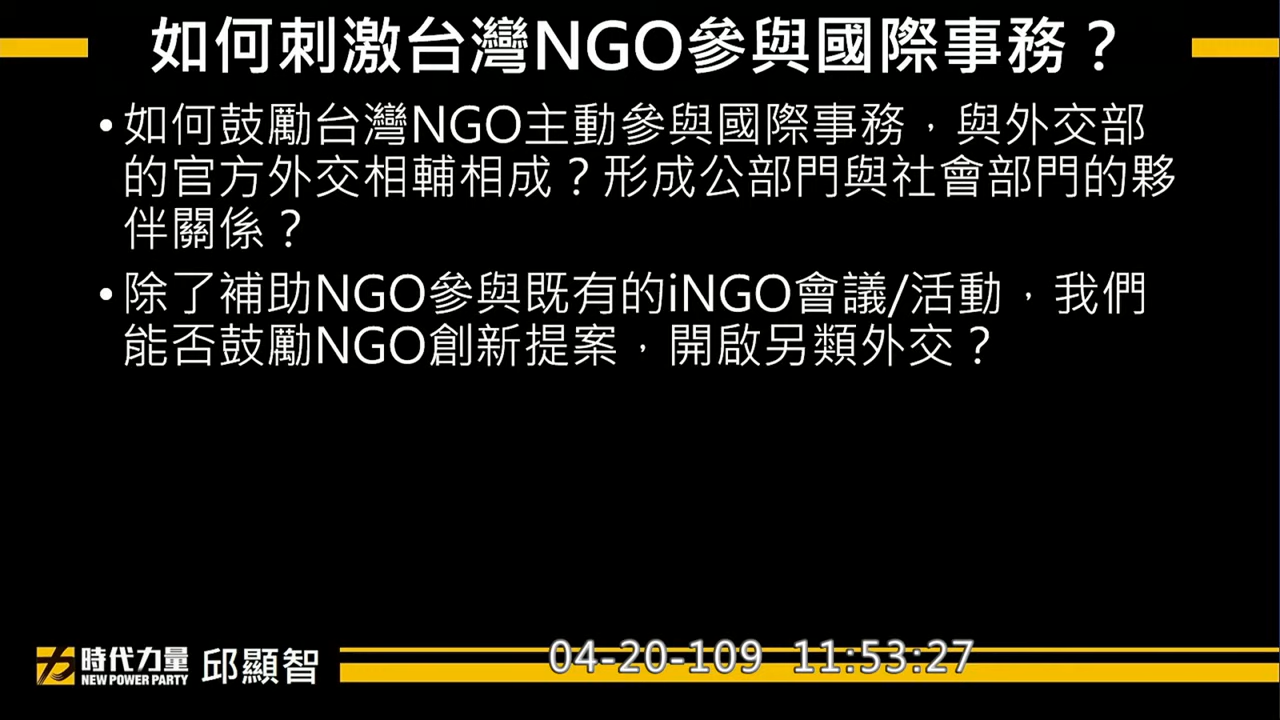 如何刺激台灣NGO參與國際事務？
•如何鼓勵台灣NGO主動參與國際事務，與外交部
的官方外交相輔相成？形成公部門與社會部門的夥
伴關係？
•除了補助NGO參與既有的iNGO會議/活動，我們
能否鼓勵NGO創新提案，開啟另類外交？
時代力量
NEW POWER PARTY
邱顯智
04-20-109 11:53:27